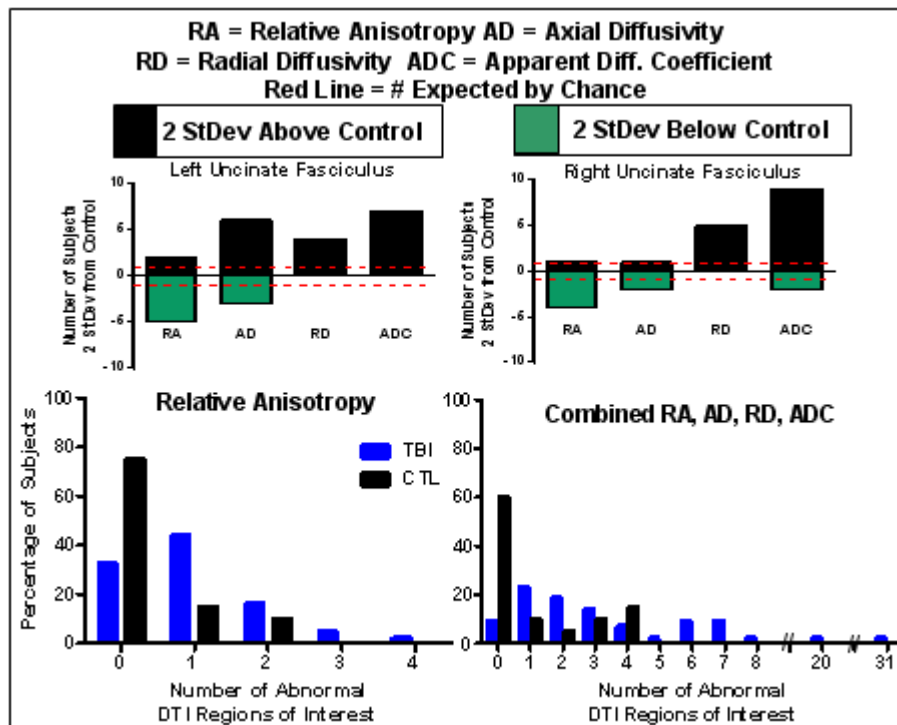 RA = Relative Anisotropy AD = Axial Diffusivity
RD = Radial Diffusivity ADC = Apparent Diff. Coefficient
Red Line = # Expected by Chance
2 StDev Above Control
2 StDev Below Control
Left Uncinate Fasciculus
Number of Subjects
2 StDev from Control
10
5
0
-5
-10
RA AD RD ADC
Right Uncinate Fasciculus
Number of Subjects
2 StDev from Control
10
5
0
-5
-10
RA AD RD ADC
Relative Anisotropy
Percentage of Subjects
100
80
60
40
20
0
TBI
CTL
0 1 2 3 4
Number of Abnormal
DTI Regions of Interest
Combined RA, AD, RD, ADC
100
80
60
40
20
0
0 1 2 3 4 5 6 7 8 // 20 // 31
Number of Abnormal
DTI Regions of Interest